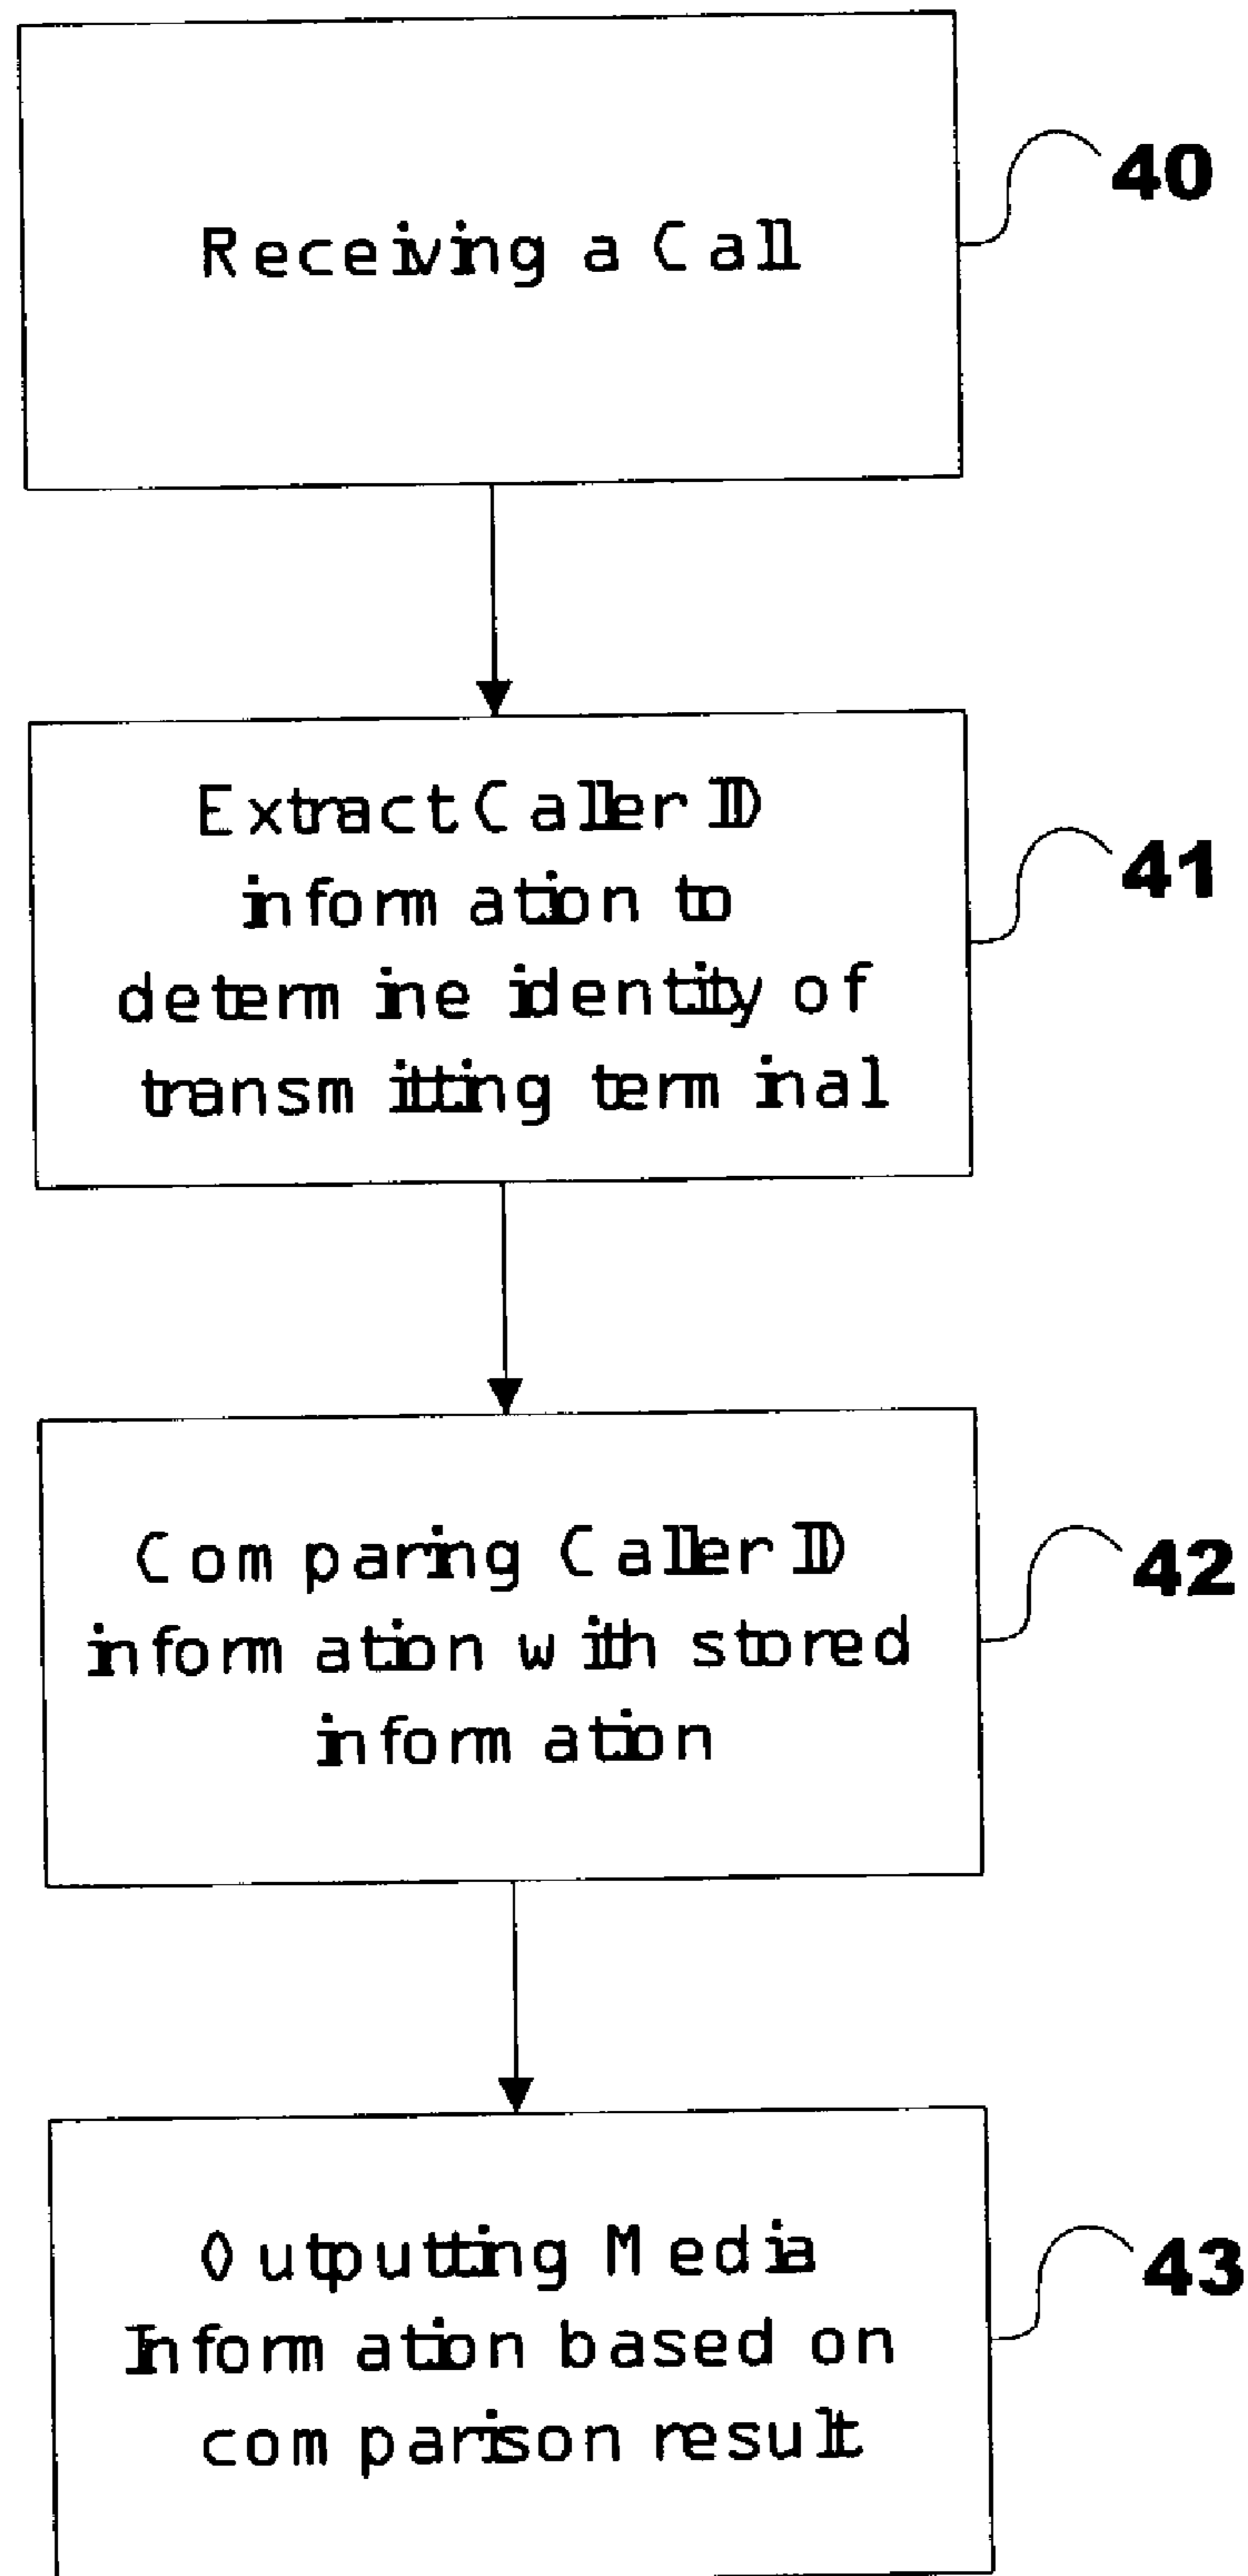 Receiving a Call
40
Extract Caller ID
information to
determine identity of
transmitting terminal
41
Comparing Caller ID
information with stored
information
42
Outputting Media
Information based on
comparison result
43